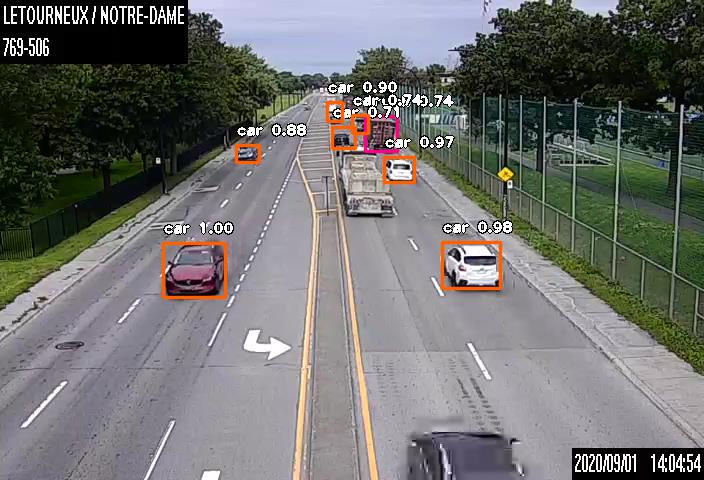 LETOURNEUX / NOTRE-DAME
769-506
car 0.90
car 0.74
0.74
car 0.71
car 0.88
car 0.97
car 1.00
car 0.98
2020/09/01 14:04:54